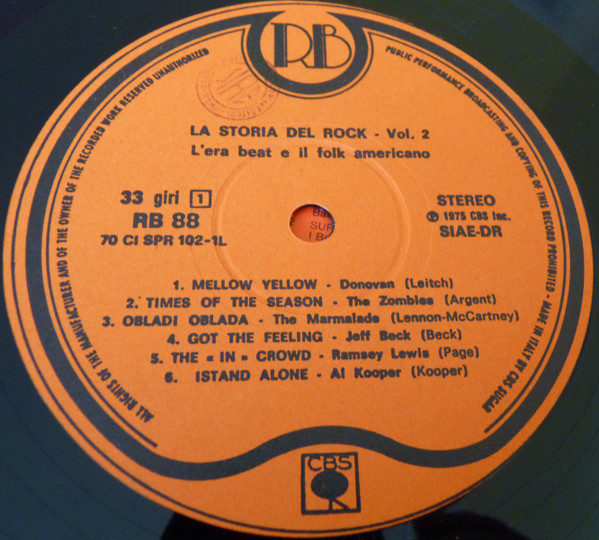 RB
ALL RIGHTS OF THE MANUFACTURER AND OF THE OWNER OF THE RECORDED WORK RESERVED UNAUTHORIZED
PUBLIC PERFORMANCE BROADCASTING AND COPYING OF THIS RECORD PROHIBITED - MADE IN ITALY BY CBS SUGAR
SIAE
LA STORIA DEL ROCK - Vol. 2
L'era beat e il folk americano
33 giri 1
RB 88
70 CI SPR 102-1L
STEREO
℗ 1975 CBS Inc.
SIAE-DR
1. MELLOW YELLOW - Donovan (Leitch)
2. TIMES OF THE SEASON - The Zombies (Argent)
3. OBLADI OBLADA - The Marmalade (Lennon-McCartney)
4. GOT THE FEELING - Jeff Beck (Beck)
5. THE « IN » CROWD - Ramsey Lewis (Page)
6. ISTAND ALONE - Al Kooper (Kooper)
CBS